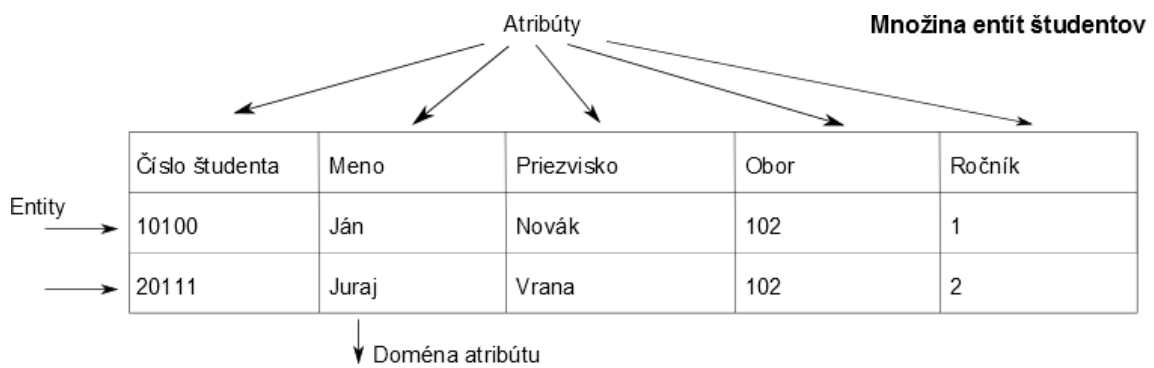 Atribúty
Množina entít študentov
Číslo študenta Meno Priezvisko Obor Ročník
Entity
10100 Ján Novák 102 1
20111 Juraj Vrana 102 2
Doména atribútu